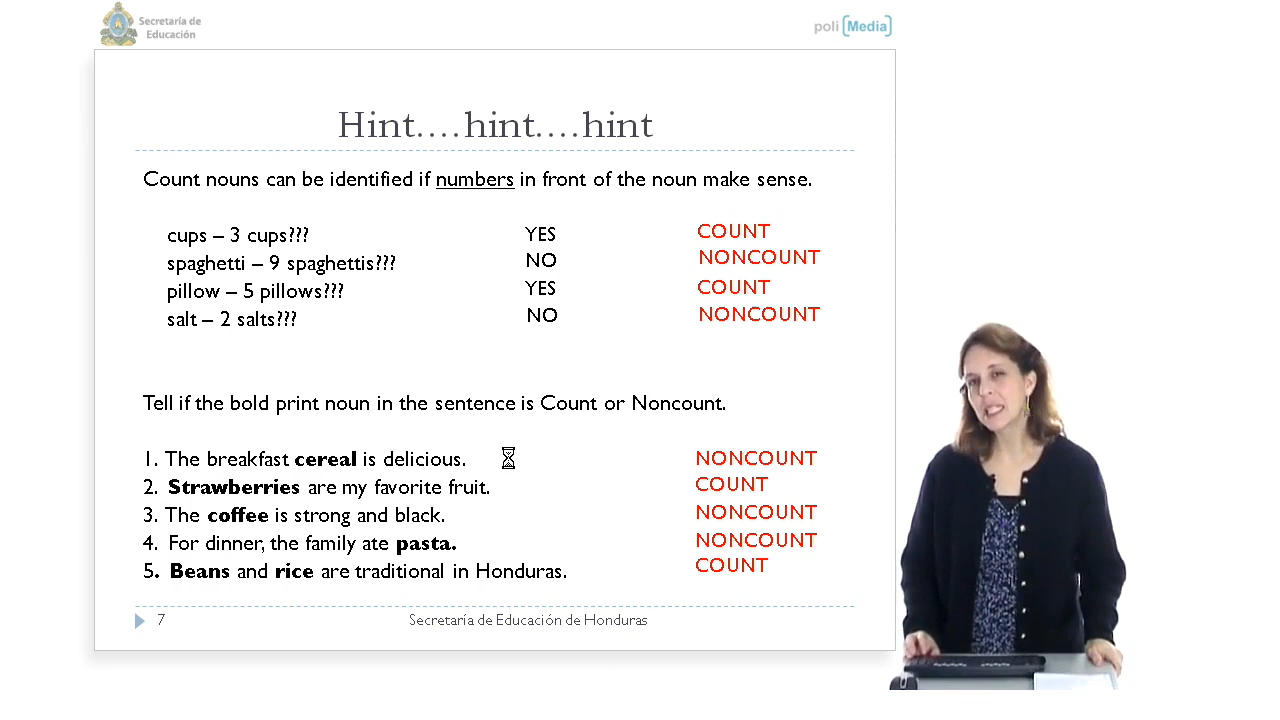 Secretaría de
Educación
poli [Media]
Hint....hint....hint
Count nouns can be identified if numbers in front of the noun make sense.
cups – 3 cups??? YES COUNT
spaghetti – 9 spaghettis??? NO NONCOUNT
pillow – 5 pillows??? YES COUNT
salt – 2 salts??? NO NONCOUNT
Tell if the bold print noun in the sentence is Count or Noncount.
1. The breakfast cereal is delicious. NONCOUNT
2. Strawberries are my favorite fruit. COUNT
3. The coffee is strong and black. NONCOUNT
4. For dinner, the family ate pasta. NONCOUNT
5. Beans and rice are traditional in Honduras. COUNT
7 Secretaría de Educación de Honduras